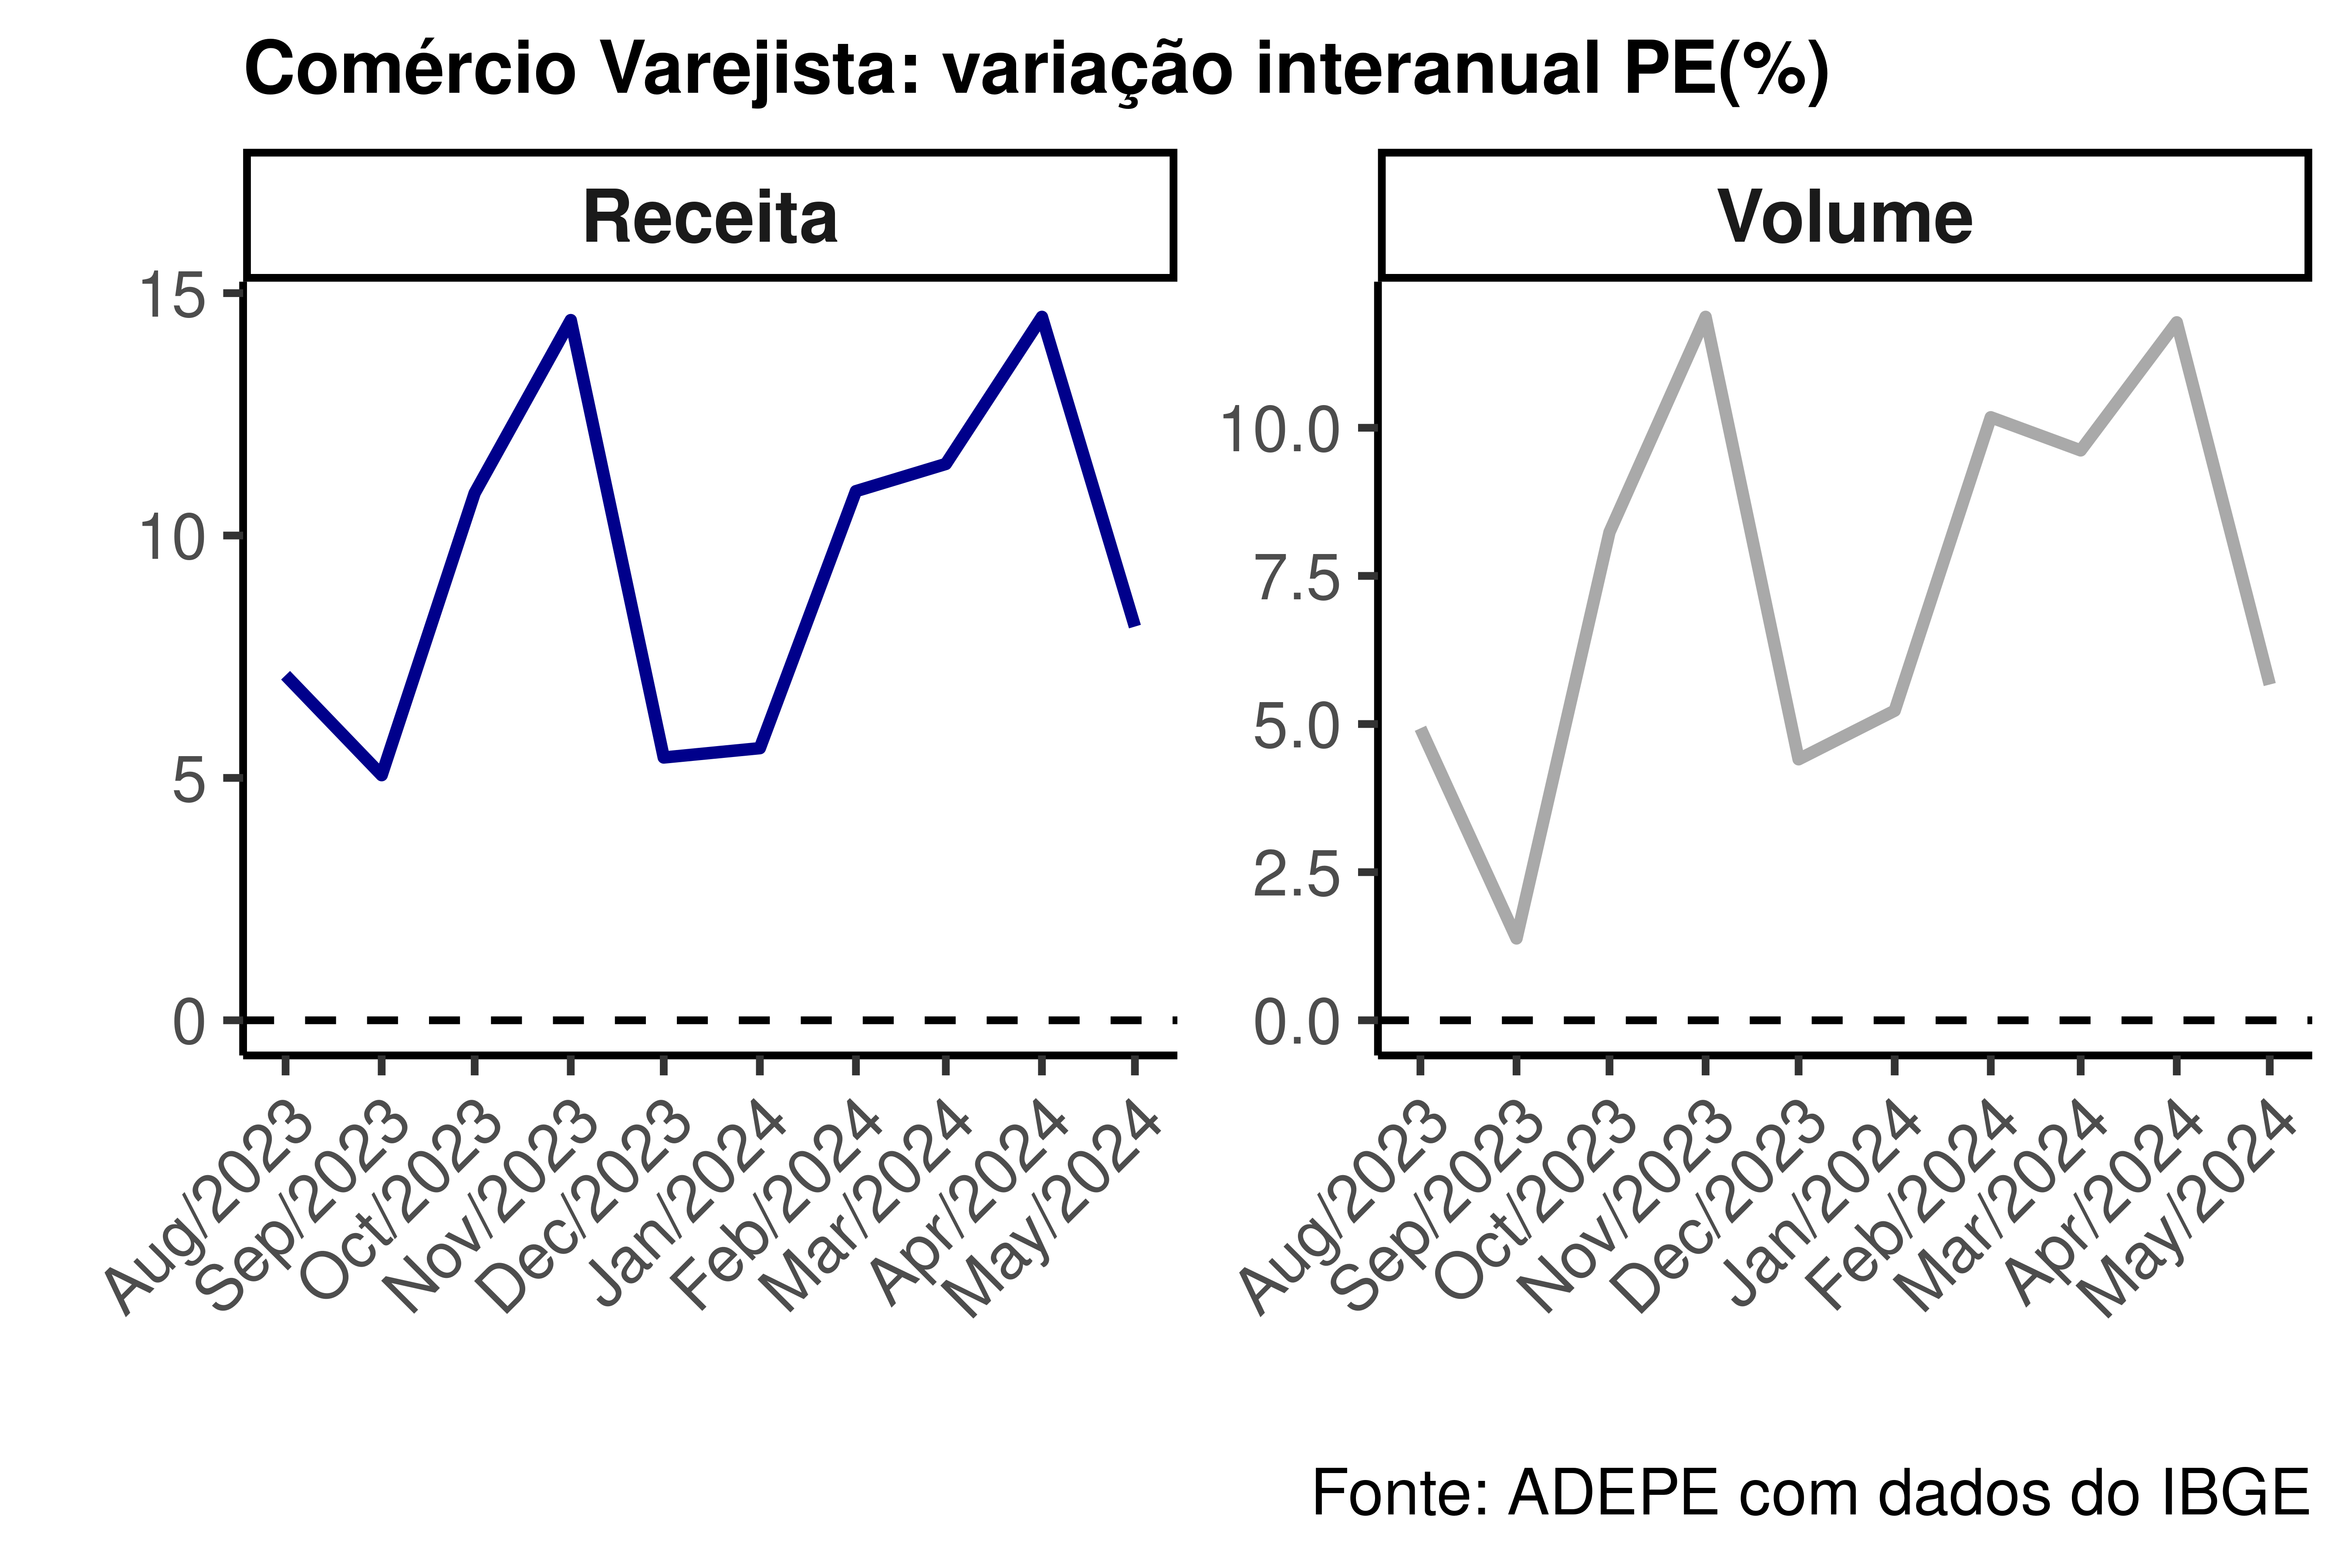 Comércio Varejista: variação interanual PE(%)
Receita
15
10
5
0
Aug/2023
Sep/2023
Oct/2023
Nov/2023
Dec/2023
Jan/2024
Feb/2024
Mar/2024
Apr/2024
May/2024
Volume
10.0
7.5
5.0
2.5
0.0
Aug/2023
Sep/2023
Oct/2023
Nov/2023
Dec/2023
Jan/2024
Feb/2024
Mar/2024
Apr/2024
May/2024
Fonte: ADEPE com dados do IBGE